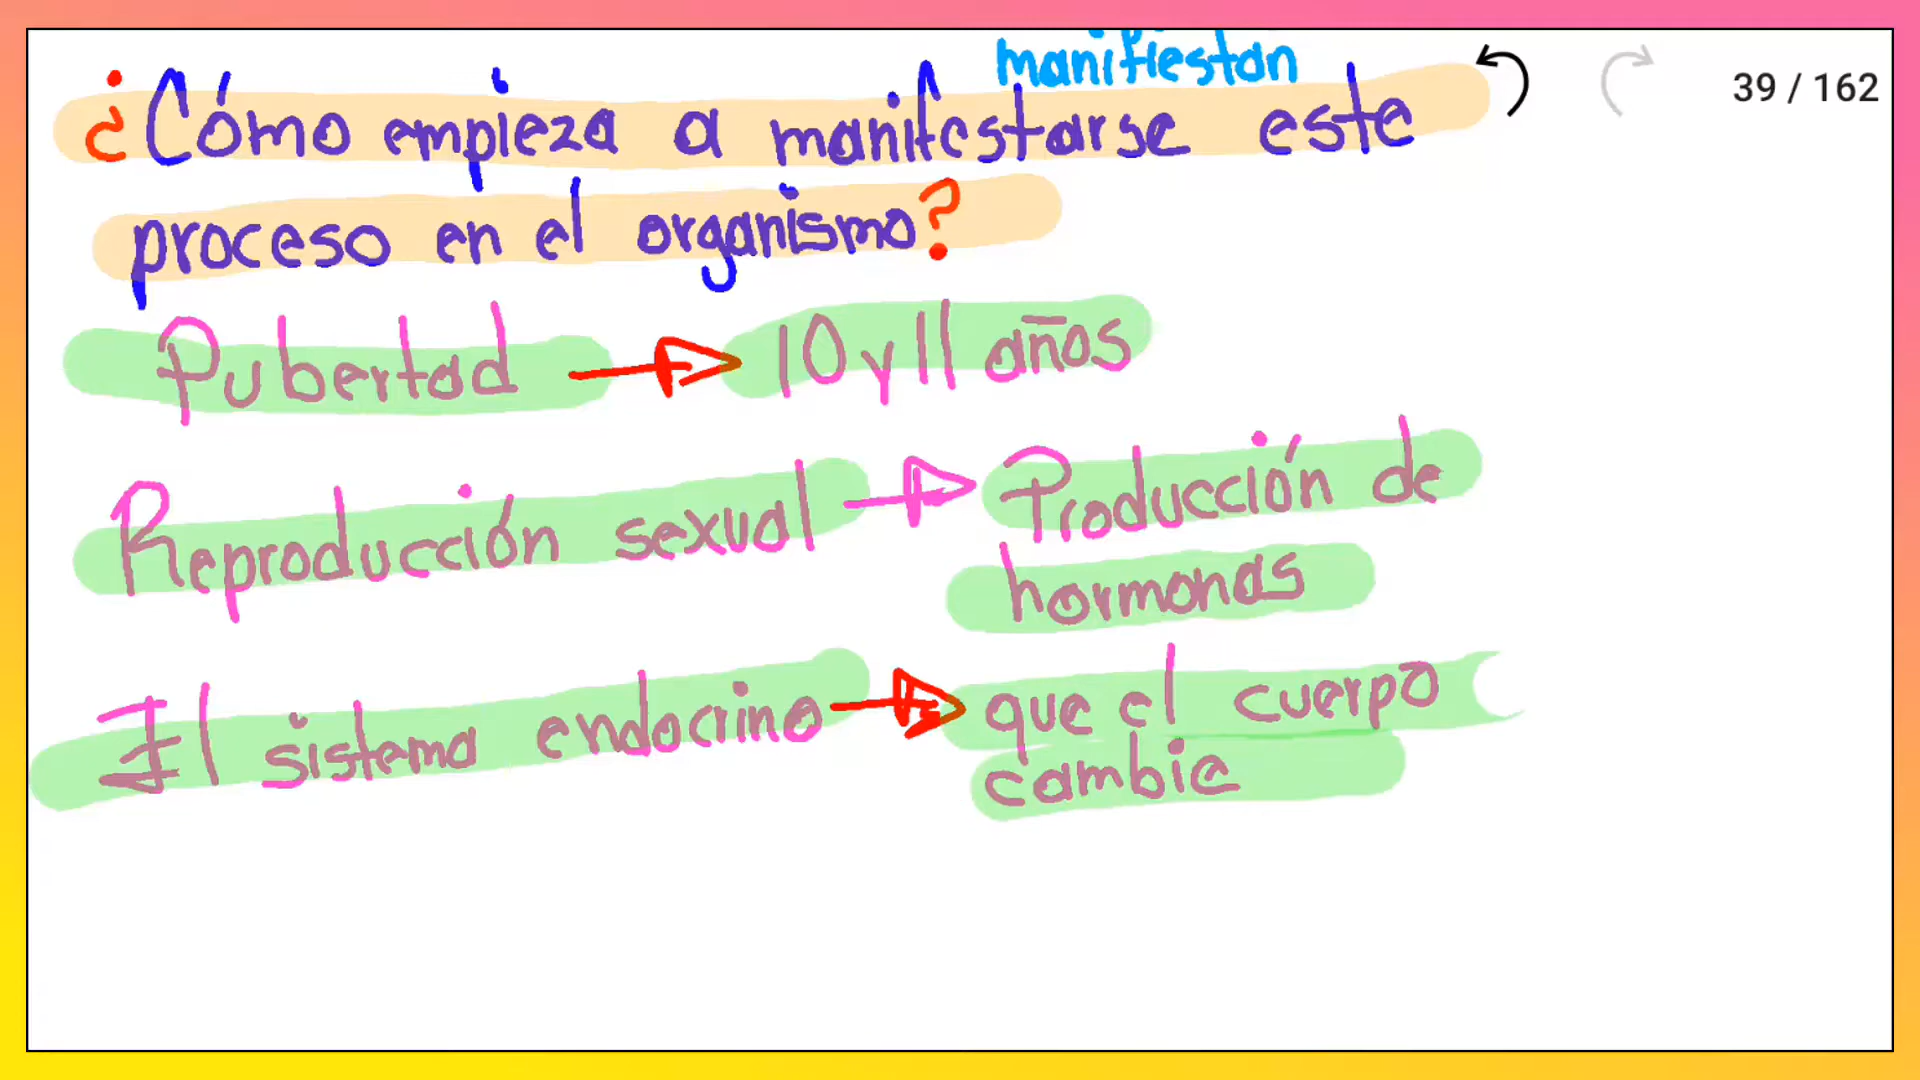 manifiestan
39 / 162
¿Cómo empieza a manifestarse este
proceso en el organismo?
Pubertad → 10 y 11 años
Reproducción sexual → Producción de
hormonas
El sistema endocrino → que el cuerpo
cambie